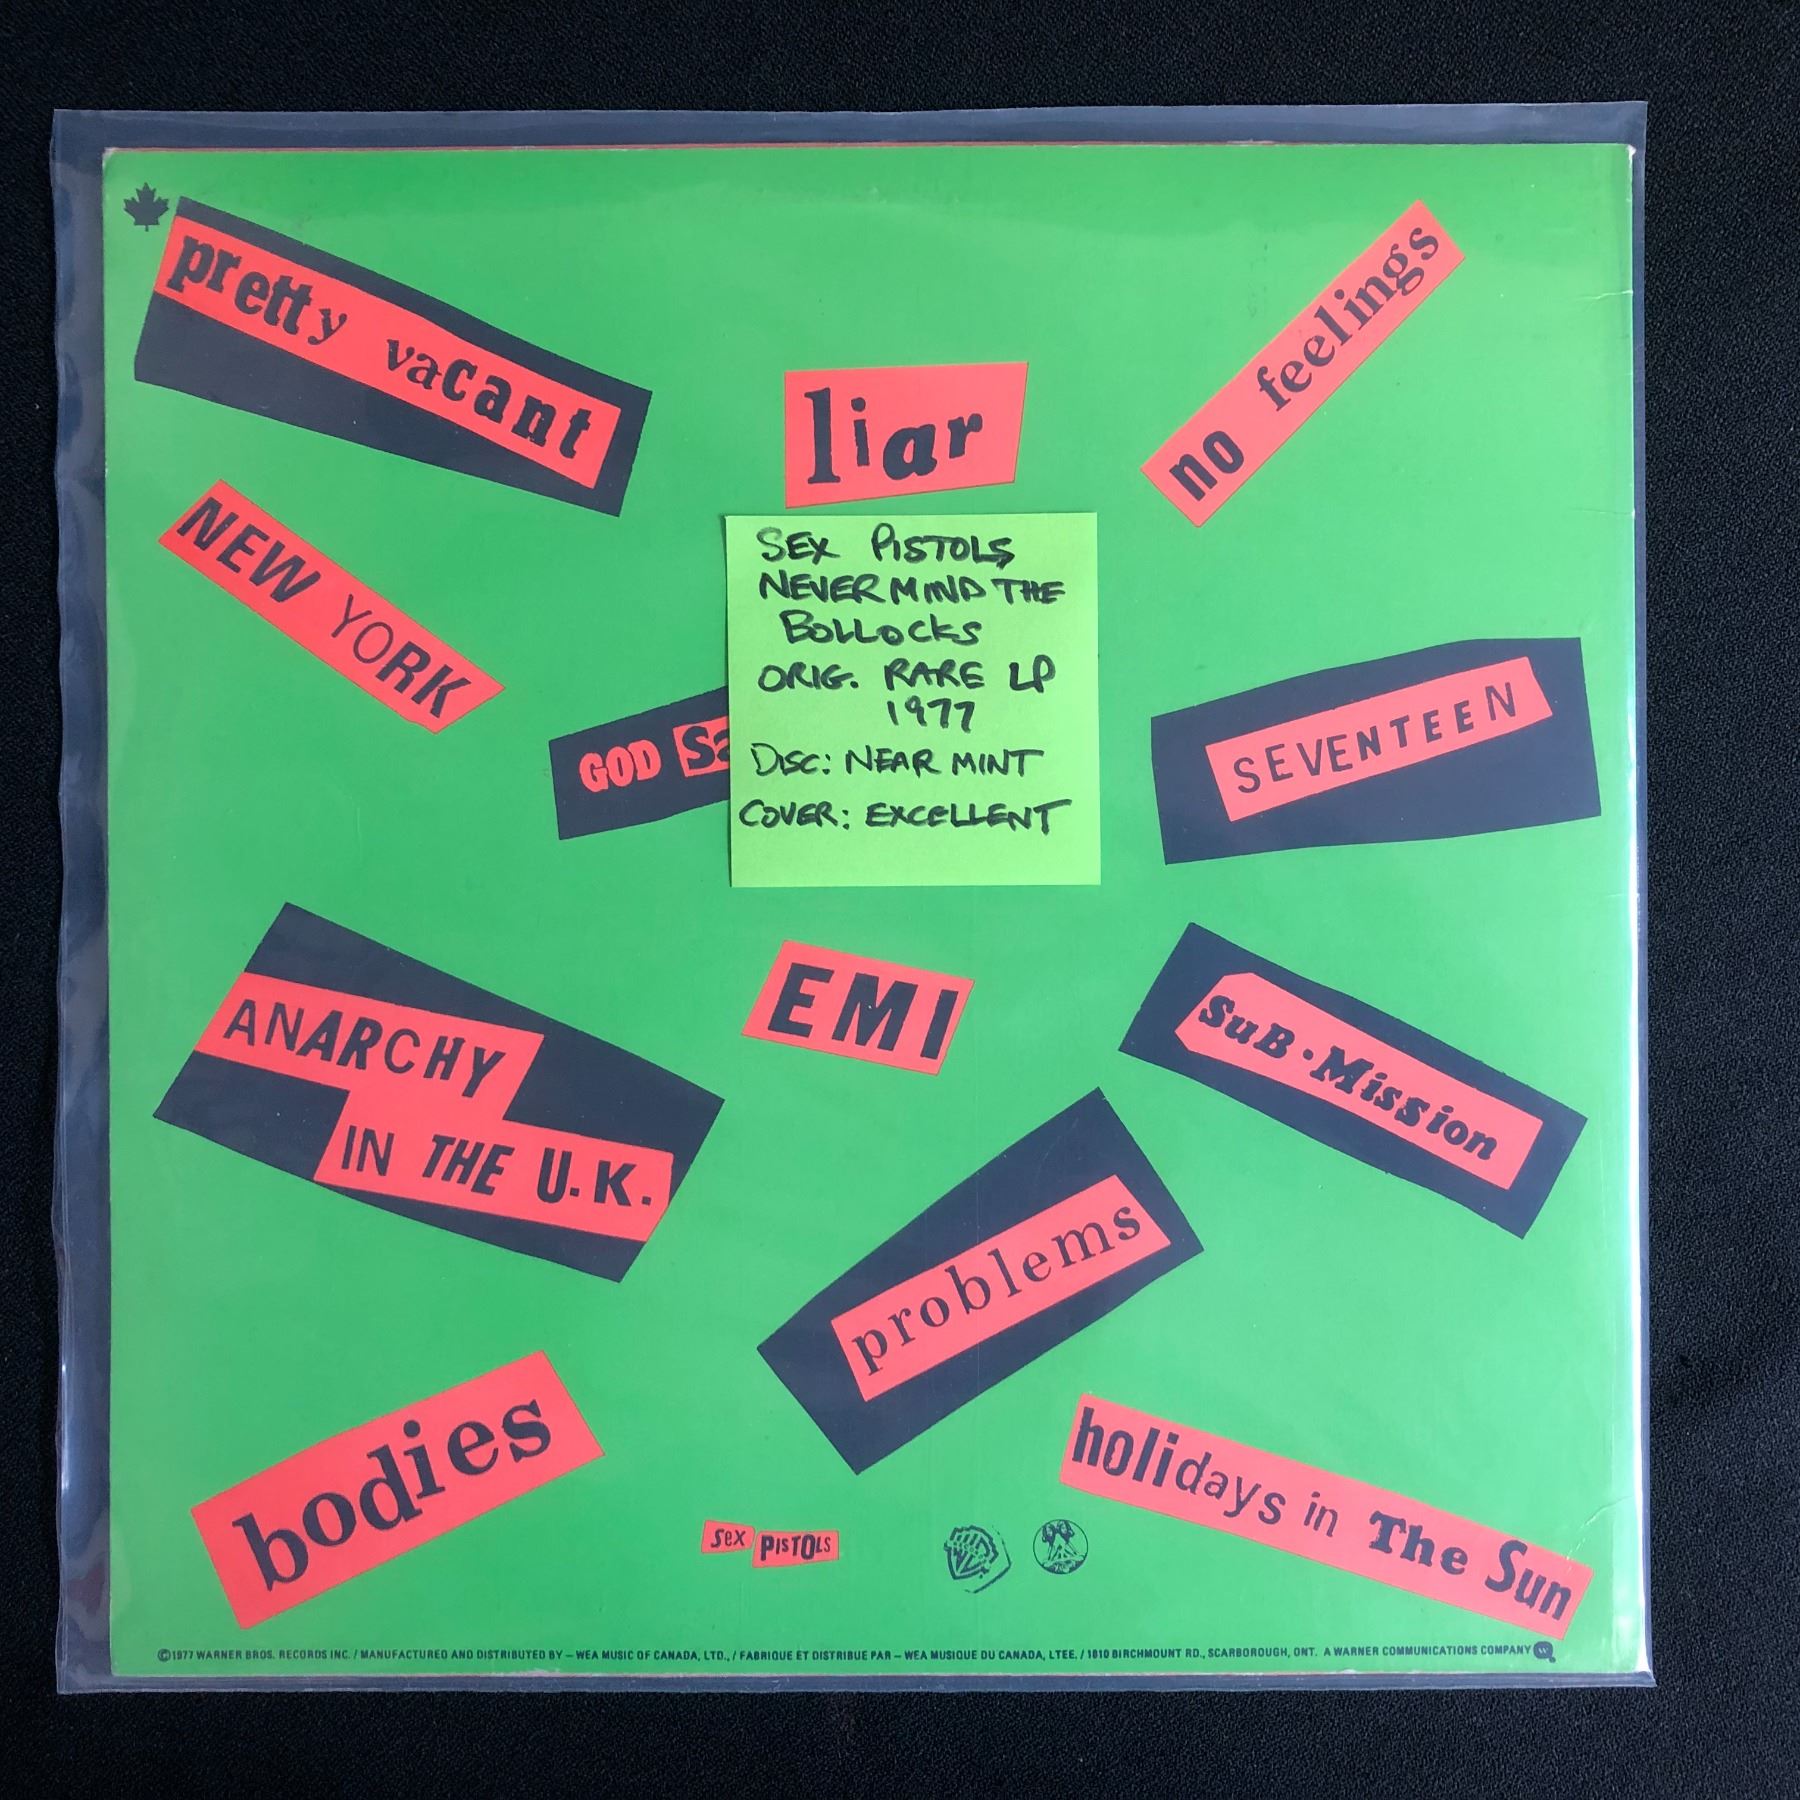 pretty vacant
liar
no feelings
NEW YORK
SEX PISTOLS
NEVERMIND THE
BOLLOCKS
ORIG. RARE LP
1977
DISC: NEAR MINT
COVER: EXCELLENT
GOD Sa
SEVENTEEN
ANARCHY
IN THE U.K.
EMI
SuB·Mission
problems
bodies
holidays in The Sun
Sex PISTOLS
©1977 WARNER BROS. RECORDS INC. / MANUFACTURED AND DISTRIBUTED BY – WEA MUSIC OF CANADA, LTD., / FABRIQUE ET DISTRIBUE PAR – WEA MUSIQUE DU CANADA, LTEE. / 1810 BIRCHMOUNT RD., SCARBOROUGH, ONT. A WARNER COMMUNICATIONS COMPANY